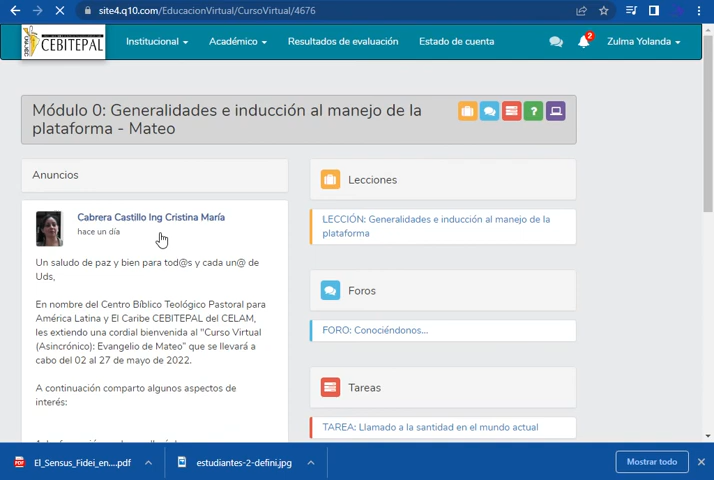 site4.q10.com/EducacionVirtual/CursoVirtual/4676
CEBITEPAL
Institucional
Académico
Resultados de evaluación
Estado de cuenta
2
Zulma Yolanda
Módulo 0: Generalidades e inducción al manejo de la
plataforma - Mateo
Anuncios
Cabrera Castillo Ing Cristina María
hace un día
Un saludo de paz y bien para tod@s y cada un@ de
Uds,
En nombre del Centro Bíblico Teológico Pastoral para
América Latina y El Caribe CEBITEPAL del CELAM,
les extiendo una cordial bienvenida al "Curso Virtual
(Asincrónico): Evangelio de Mateo" que se llevará a
cabo del 02 al 27 de mayo de 2022.
A continuación comparto algunos aspectos de
interés:
Lecciones
LECCIÓN: Generalidades e inducción al manejo de la
plataforma
Foros
FORO: Conociéndonos...
Tareas
TAREA: Llamado a la santidad en el mundo actual
El_Sensus_Fidei_en....pdf
estudiantes-2-defini.jpg
Mostrar todo